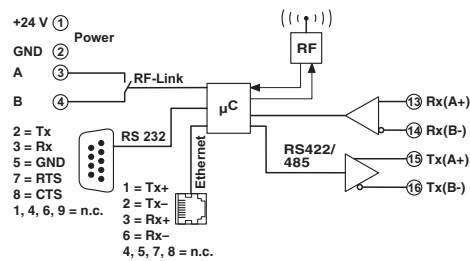 +24 V 1
Power
GND 2
A 3
RF-Link
B 4
RF
µC
13 Rx(A+)
14 Rx(B-)
RS422/
485
15 Tx(A+)
16 Tx(B-)
RS 232
2 = Tx
3 = Rx
5 = GND
7 = RTS
8 = CTS
1, 4, 6, 9 = n.c.
Ethernet
1 = Tx+
2 = Tx–
3 = Rx+
6 = Rx–
4, 5, 7, 8 = n.c.